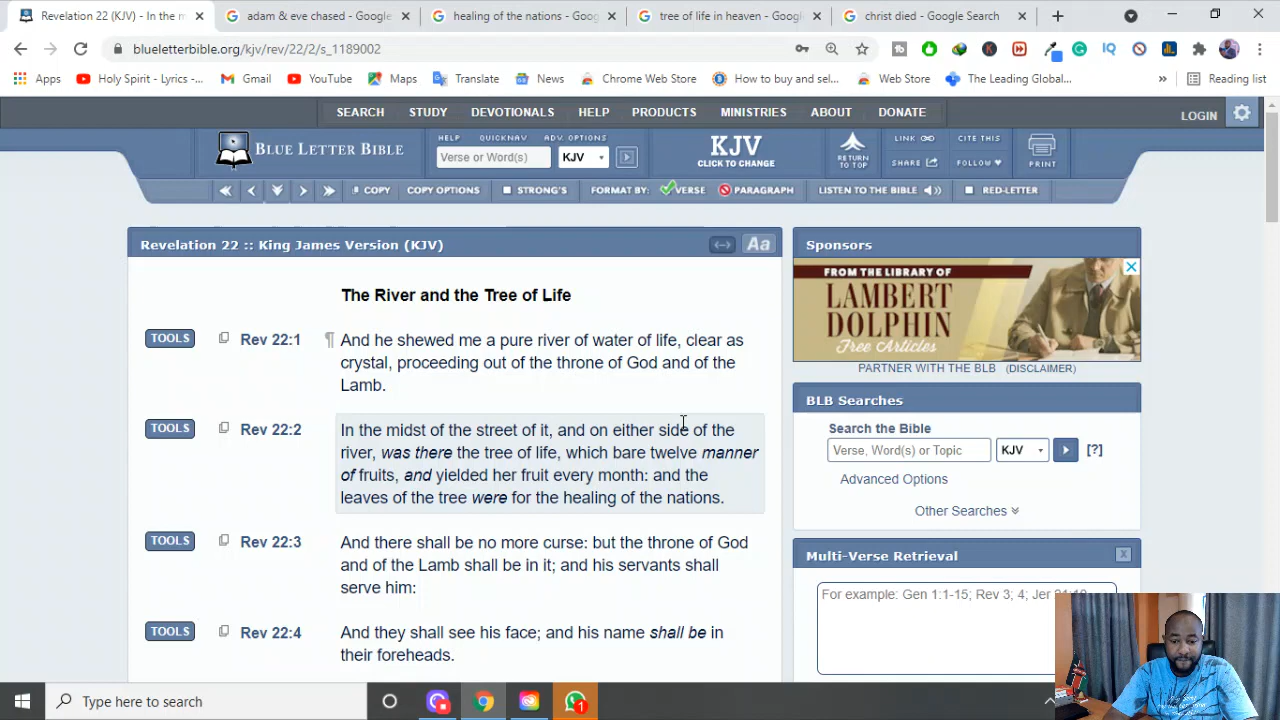 Revelation 22 (KJV) - In the m
adam & eve chased - Google
healing of the nations - Goog
tree of life in heaven - Googl
christ died - Google Search
blueletterbible.org/kjv/rev/22/2/s_1189002
Apps
Holy Spirit - Lyrics -...
Gmail
YouTube
Maps
Translate
News
Chrome Web Store
How to buy and sel...
Web Store
The Leading Global...
Reading list
SEARCH STUDY DEVOTIONALS HELP PRODUCTS MINISTRIES ABOUT DONATE
LOGIN
BLUE LETTER BIBLE
HELP QUICKNAV ADV. OPTIONS
Verse or Word(s) KJV
KJV
CLICK TO CHANGE
RETURN
TO TOP
LINK CITE THIS
SHARE FOLLOW
PRINT
COPY COPY OPTIONS STRONG'S FORMAT BY: VERSE PARAGRAPH LISTEN TO THE BIBLE RED-LETTER
Revelation 22 :: King James Version (KJV)
Aa
The River and the Tree of Life
TOOLS Rev 22:1 ¶ And he shewed me a pure river of water of life, clear as
crystal, proceeding out of the throne of God and of the
Lamb.
TOOLS Rev 22:2 In the midst of the street of it, and on either side of the
river, was there the tree of life, which bare twelve manner
of fruits, and yielded her fruit every month: and the
leaves of the tree were for the healing of the nations.
TOOLS Rev 22:3 And there shall be no more curse: but the throne of God
and of the Lamb shall be in it; and his servants shall
serve him:
TOOLS Rev 22:4 And they shall see his face; and his name shall be in
their foreheads.
Sponsors
FROM THE LIBRARY OF
LAMBERT
DOLPHIN
Free Articles
PARTNER WITH THE BLB (DISCLAIMER)
BLB Searches
Search the Bible
Verse, Word(s) or Topic KJV [?]
Advanced Options
Other Searches
Multi-Verse Retrieval X
For example: Gen 1:1-15; Rev 3; 4; Jer
Type here to search
1